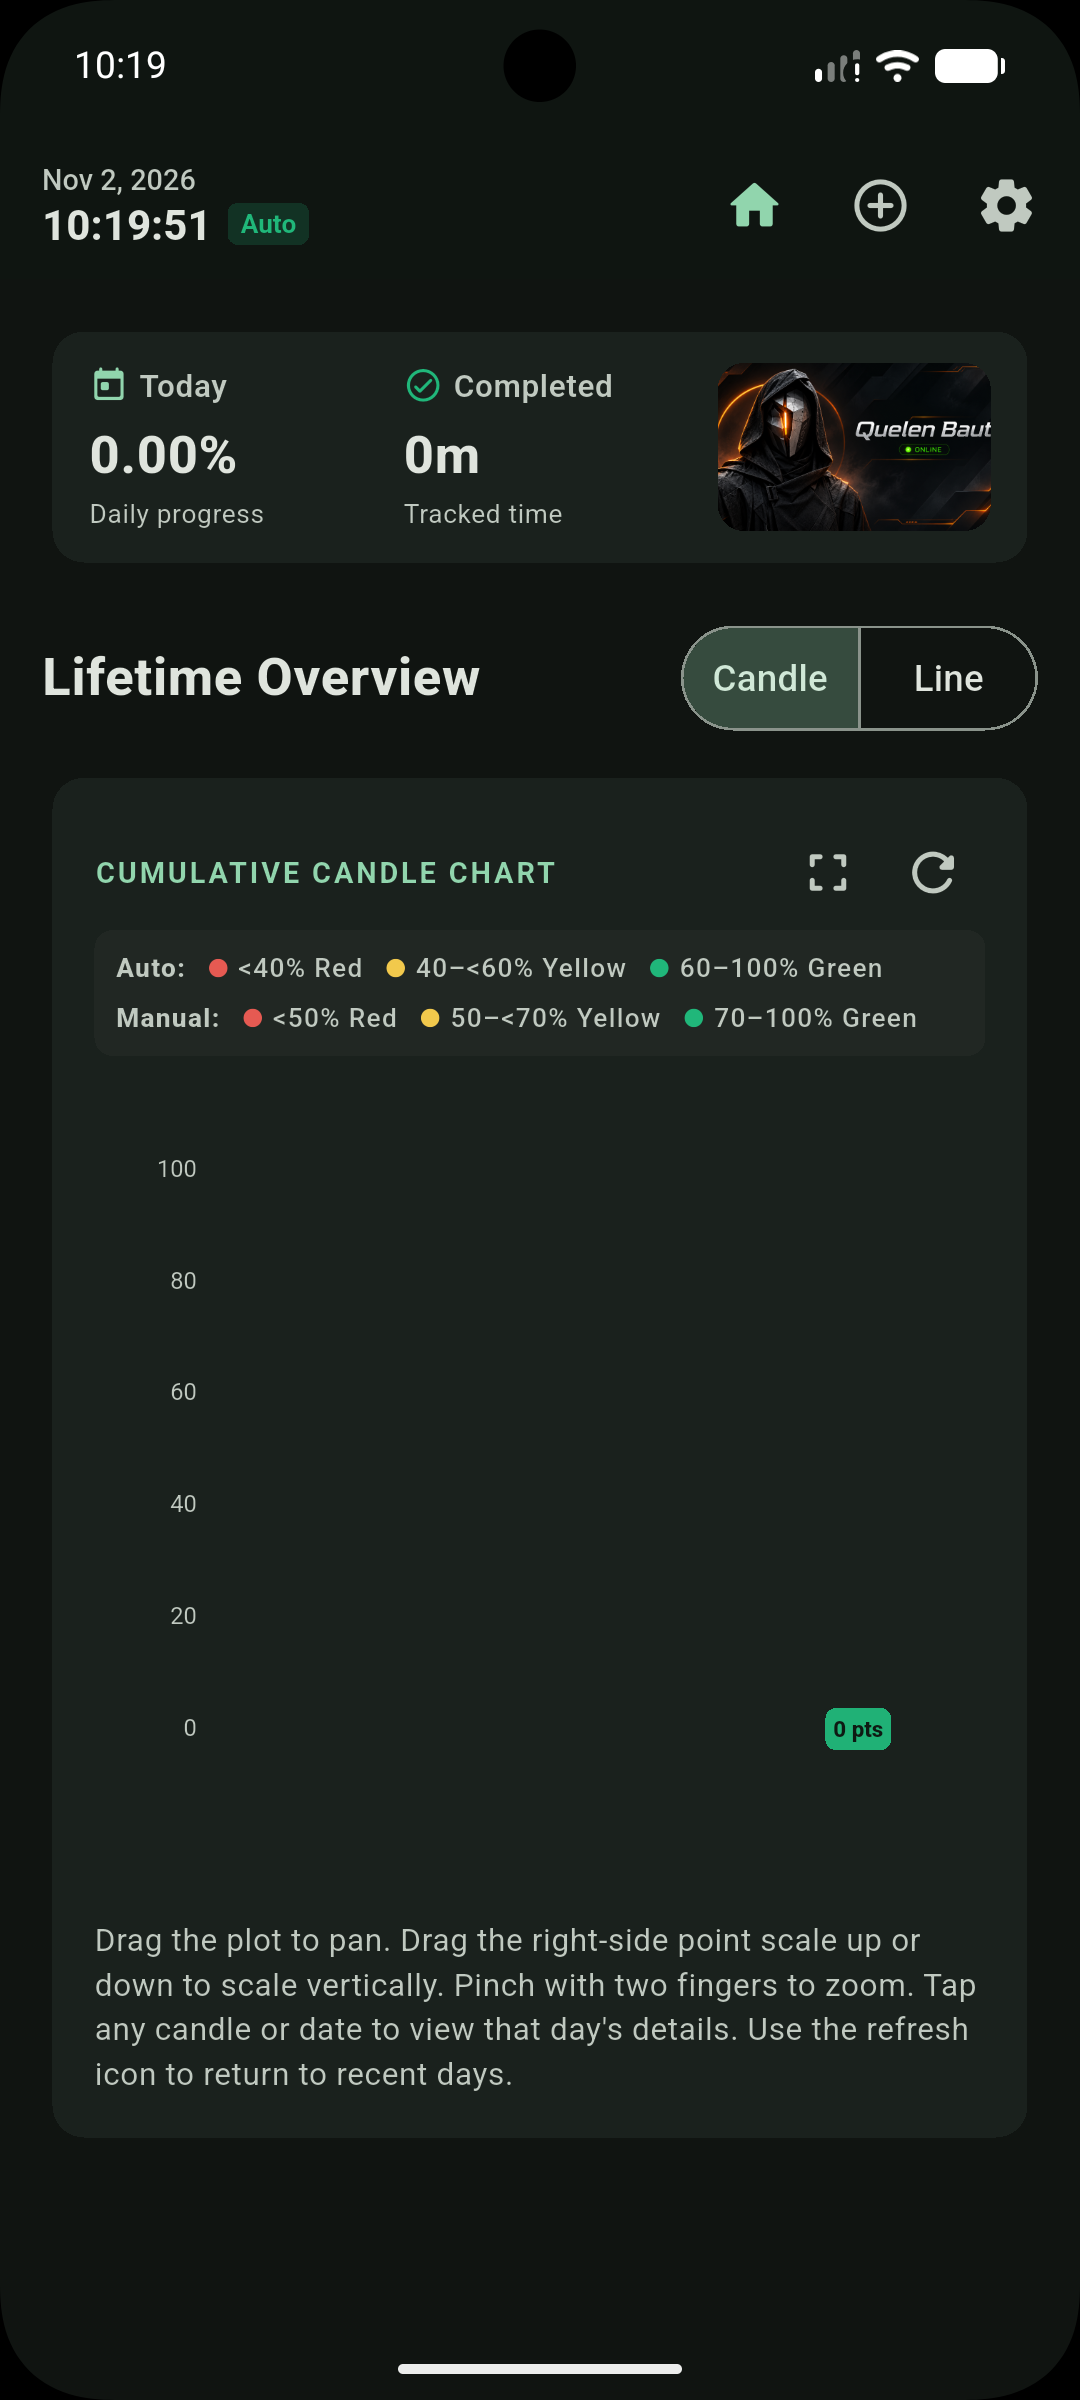 10:19
Nov 2, 2026
10:19:51 Auto
Today
Completed
0.00%
0m
Daily progress
Tracked time
Quelen Baut
ONLINE
Lifetime Overview
Candle
Line
CUMULATIVE CANDLE CHART
Auto: <40% Red 40–<60% Yellow 60–100% Green
Manual: <50% Red 50–<70% Yellow 70–100% Green
100
80
60
40
20
0
0 pts
Drag the plot to pan. Drag the right-side point scale up or
down to scale vertically. Pinch with two fingers to zoom. Tap
any candle or date to view that day's details. Use the refresh
icon to return to recent days.